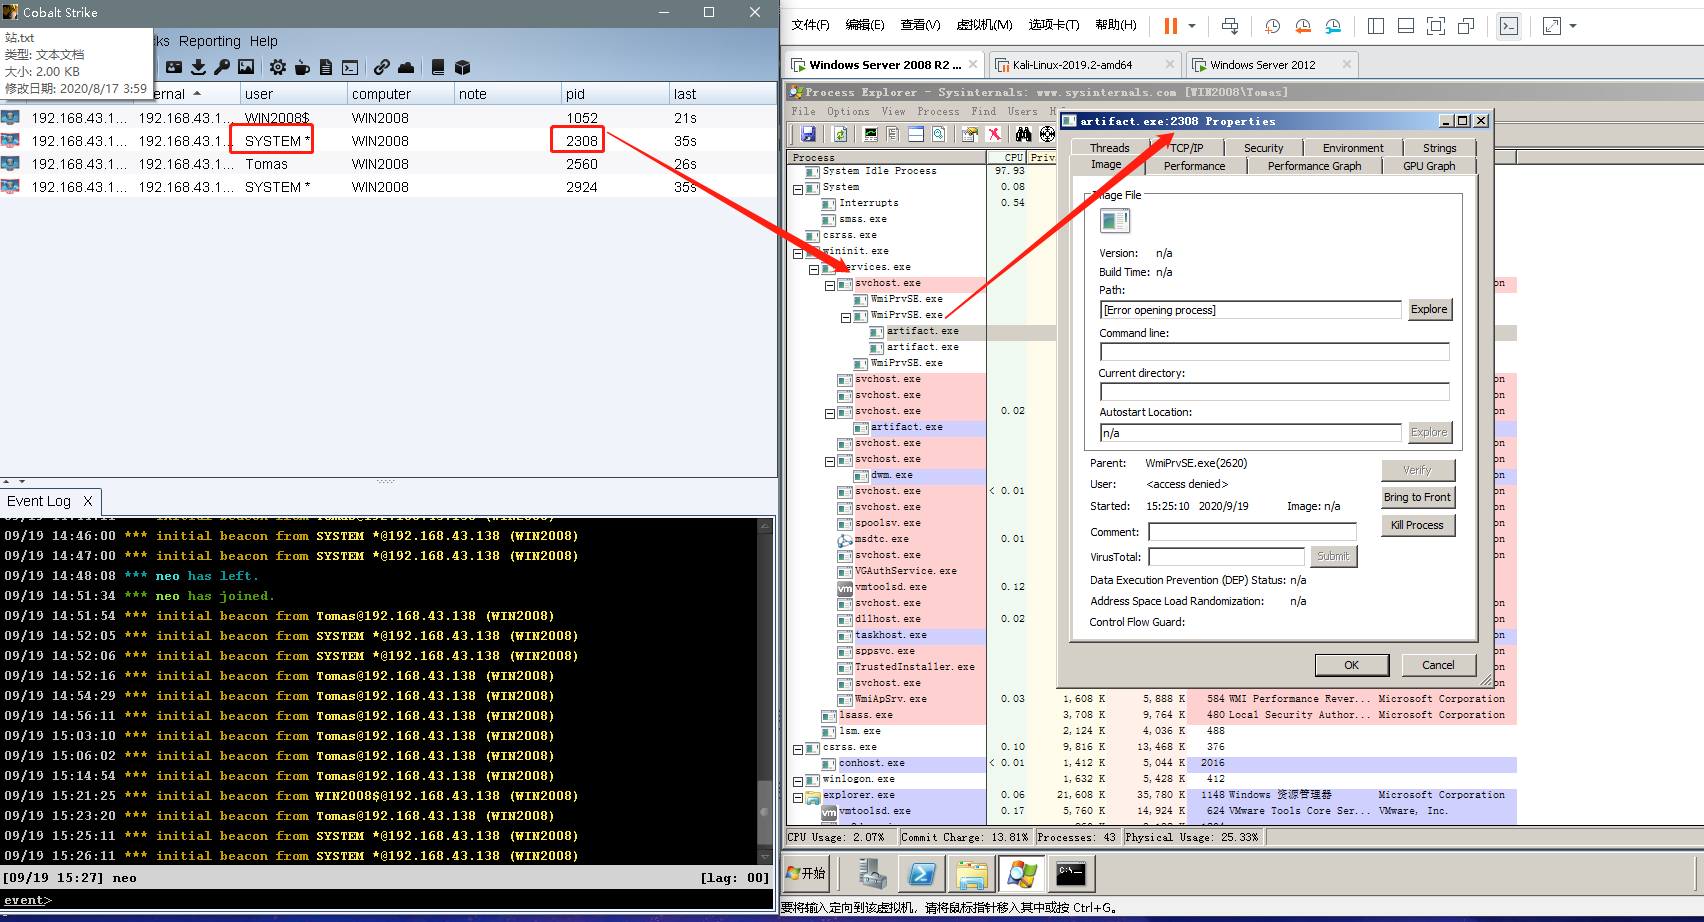 Cobalt Strike
站.txt
类型: 文本文档
大小: 2.00 KB
修改日期: 2020/8/17 3:59
ks Reporting Help
ernal user computer note pid last
192.168.43.1... 192.168.43.1... WIN2008$ WIN2008 1052 21s
192.168.43.1... 192.168.43.1... SYSTEM * WIN2008 2308 35s
192.168.43.1... 192.168.43.1... Tomas WIN2008 2560 26s
192.168.43.1... 192.168.43.1... SYSTEM * WIN2008 2924 35s
Event Log X
09/19 14:46:00 *** initial beacon from SYSTEM *@192.168.43.138 (WIN2008)
09/19 14:47:00 *** initial beacon from SYSTEM *@192.168.43.138 (WIN2008)
09/19 14:48:08 *** neo has left.
09/19 14:51:34 *** neo has joined.
09/19 14:51:54 *** initial beacon from Tomas@192.168.43.138 (WIN2008)
09/19 14:52:05 *** initial beacon from SYSTEM *@192.168.43.138 (WIN2008)
09/19 14:52:06 *** initial beacon from SYSTEM *@192.168.43.138 (WIN2008)
09/19 14:52:16 *** initial beacon from Tomas@192.168.43.138 (WIN2008)
09/19 14:54:29 *** initial beacon from Tomas@192.168.43.138 (WIN2008)
09/19 14:56:11 *** initial beacon from Tomas@192.168.43.138 (WIN2008)
09/19 15:03:10 *** initial beacon from Tomas@192.168.43.138 (WIN2008)
09/19 15:06:02 *** initial beacon from Tomas@192.168.43.138 (WIN2008)
09/19 15:14:54 *** initial beacon from Tomas@192.168.43.138 (WIN2008)
09/19 15:21:25 *** initial beacon from WIN2008$@192.168.43.138 (WIN2008)
09/19 15:23:20 *** initial beacon from Tomas@192.168.43.138 (WIN2008)
09/19 15:25:11 *** initial beacon from SYSTEM *@192.168.43.138 (WIN2008)
09/19 15:26:11 *** initial beacon from SYSTEM *@192.168.43.138 (WIN2008)
[09/19 15:27] neo [lag: 00]
event>
文件(F) 编辑(E) 查看(V) 虚拟机(M) 选项卡(T) 帮助(H)
Windows Server 2008 R2 ... Kali-Linux-2019.2-amd64 Windows Server 2012
Process Explorer - Sysinternals: www.sysinternals.com [WIN2008\Tomas]
File Options View Process Find Users H
Process CPU Priv
System Idle Process 97.93
System 0.08
Interrupts 0.54
smss.exe
csrss.exe
wininit.exe
ervices.exe
svchost.exe on
WmiPrvSE.exe
WmiPrvSE.exe
artifact.exe
artifact.exe
WmiPrvSE.exe
svchost.exe on
svchost.exe on
svchost.exe 0.02 on
artifact.exe
svchost.exe on
svchost.exe on
dwm.exe on
svchost.exe < 0.01 on
svchost.exe on
spoolsv.exe on
msdtc.exe 0.01 on
svchost.exe on
VGAuthService.exe
vmtoolsd.exe 0.12
svchost.exe on
dllhost.exe 0.02 on
taskhost.exe on
sppsvc.exe on
TrustedInstaller.exe on
svchost.exe on
WmiApSrv.exe 0.03 1,608 K 5,888 K 584 WMI Performance Rever... Microsoft Corporation
lsass.exe 3,708 K 9,764 K 480 Local Security Author... Microsoft Corporation
lsm.exe 2,124 K 4,036 K 488
csrss.exe 0.10 9,816 K 13,468 K 376
conhost.exe < 0.01 1,412 K 5,044 K 2016
winlogon.exe 1,632 K 5,428 K 412
explorer.exe 0.06 21,608 K 35,780 K 1148 Windows 资源管理器 Microsoft Corporation
vmtoolsd.exe 0.17 5,760 K 14,924 K 624 VMware Tools Core Ser... VMware, Inc.
CPU Usage: 2.07% Commit Charge: 13.81% Processes: 43 Physical Usage: 25.33%
artifact.exe:2308 Properties
Threads TCP/IP Security Environment Strings
Image Performance Performance Graph GPU Graph
Image File
Version: n/a
Build Time: n/a
Path:
[Error opening process] Explore
Command line:
Current directory:
Autostart Location:
n/a Explore
Parent: WmiPrvSE.exe(2620) Verify
User: <access denied> Bring to Front
Started: 15:25:10 2020/9/19 Image: n/a
Kill Process
Comment:
VirusTotal: Submit
Data Execution Prevention (DEP) Status: n/a
Address Space Load Randomization: n/a
Control Flow Guard:
OK Cancel
开始
要将输入定向到该虚拟机，请将鼠标指针移入其中或按 Ctrl+G。